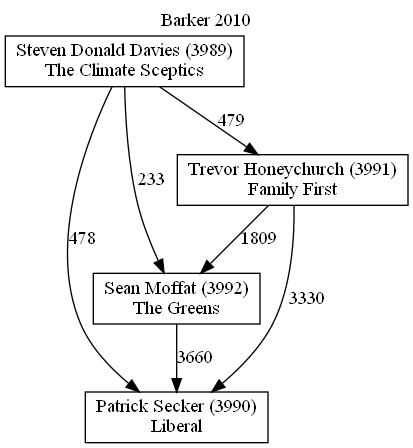 Barker 2010
Steven Donald Davies (3989)
The Climate Sceptics
479
Trevor Honeychurch (3991)
Family First
233
478
1809
3330
Sean Moffat (3992)
The Greens
3660
Patrick Secker (3990)
Liberal